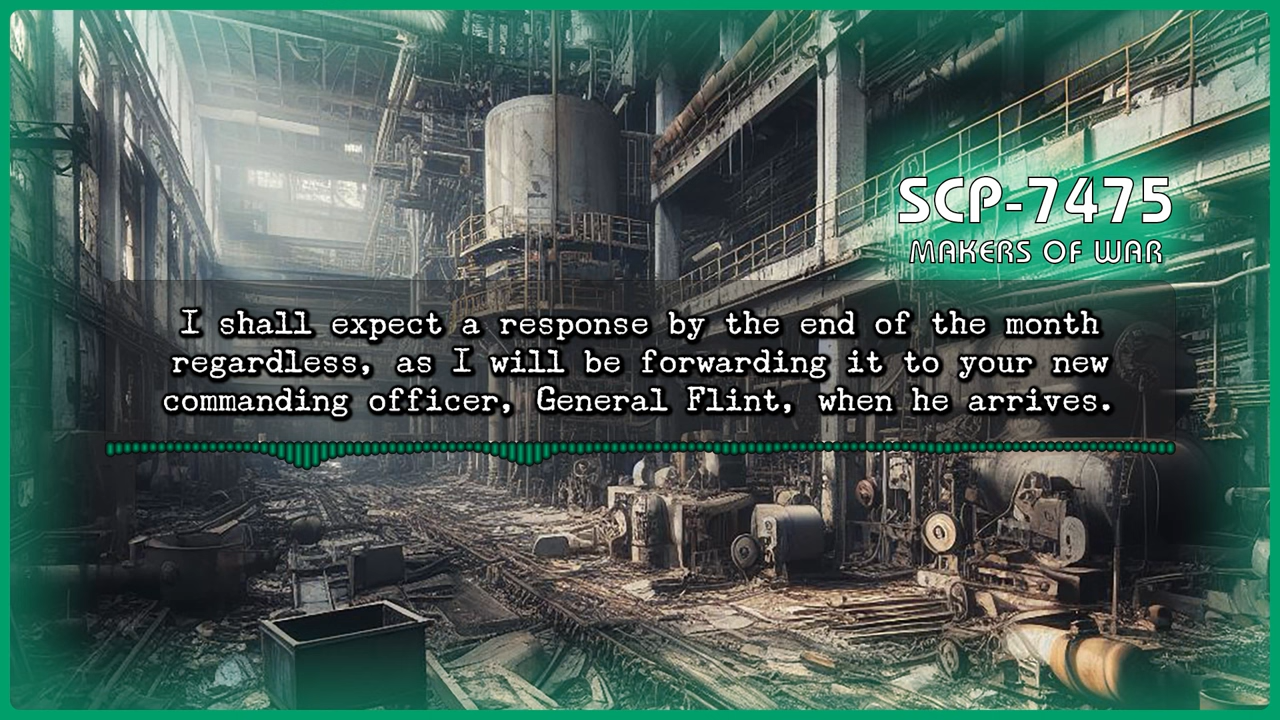 SCP-7475
MAKERS OF WAR
I shall expect a response by the end of the month
regardless, as I will be forwarding it to your new
commanding officer, General Flint, when he arrives.